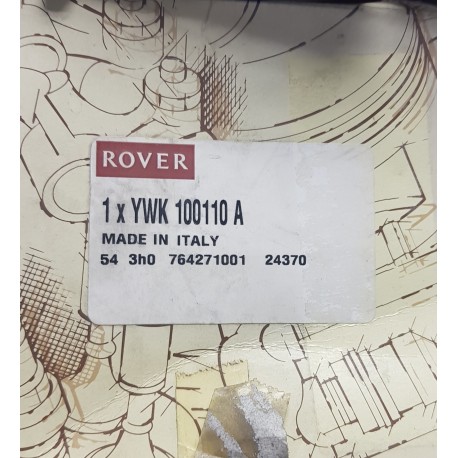 ROVER
1 x YWK 100110 A
MADE IN ITALY
54 3h0 764271001 24370